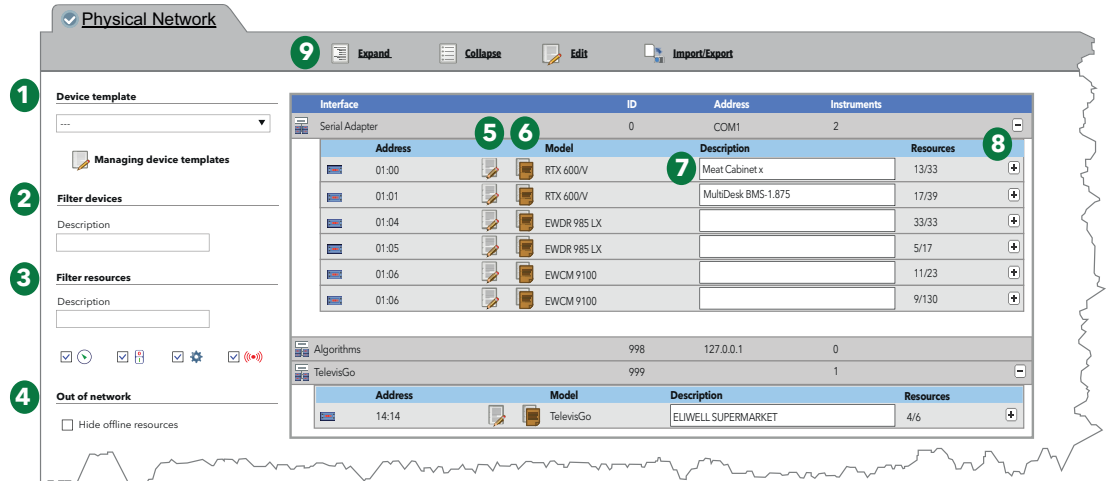 Physical Network
9 Expand Collapse Edit Import/Export
1 Device template
---
Managing device templates
2 Filter devices
Description
3 Filter resources
Description
4 Out of network
Hide offline resources
Interface ID Address Instruments
Serial Adapter 0 COM1 2
5 6 7 8
Address Model Description Resources
01:00 RTX 600/V Meat Cabinet x 13/33
01:01 RTX 600/V MultiDesk BMS-1.875 17/39
01:04 EWDR 985 LX 33/33
01:05 EWDR 985 LX 5/17
01:06 EWCM 9100 11/23
01:06 EWCM 9100 9/130
Algorithms 998 127.0.0.1 0
TelevisGo 999 1
Address Model Description Resources
14:14 TelevisGo ELIWELL SUPERMARKET 4/6